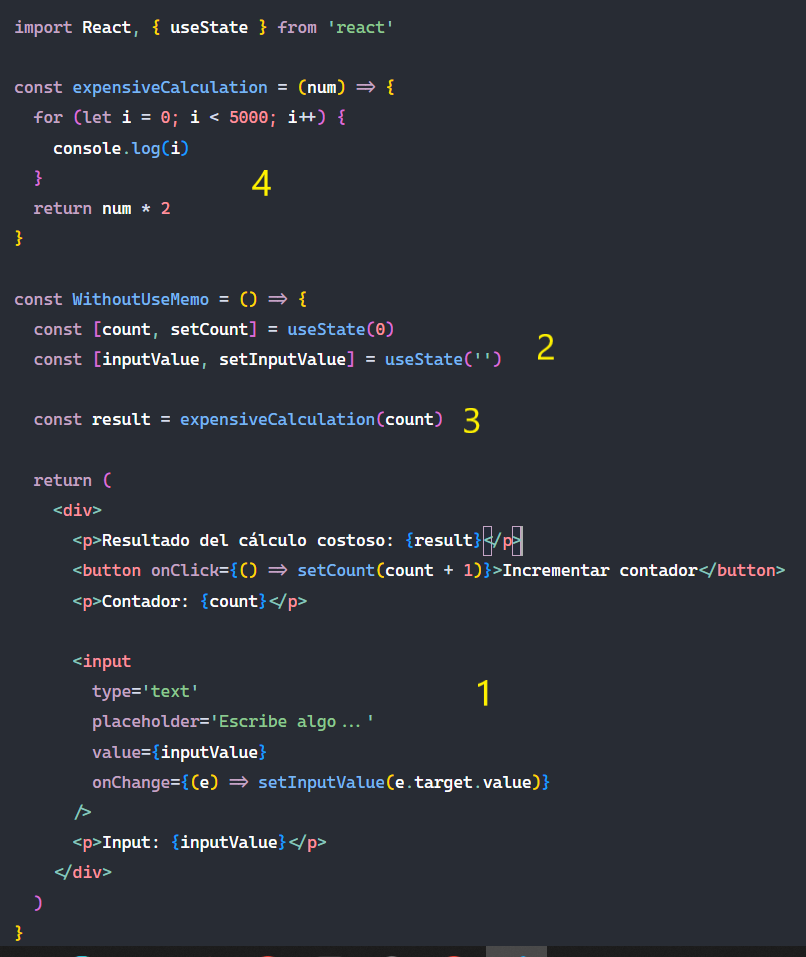 import React, { useState } from 'react'
const expensiveCalculation = (num) => {
  for (let i = 0; i < 5000; i++) {
    console.log(i)
  }
4
  return num * 2
}
const WithoutUseMemo = () => {
  const [count, setCount] = useState(0)
  const [inputValue, setInputValue] = useState('')
2
  const result = expensiveCalculation(count) 3
  return (
    <div>
      <p>Resultado del cálculo costoso: {result}</p>
      <button onClick={() => setCount(count + 1)}>Incrementar contador</button>
      <p>Contador: {count}</p>
      <input
        type='text'
1
        placeholder='Escribe algo...'
        value={inputValue}
        onChange={(e) => setInputValue(e.target.value)}
      />
      <p>Input: {inputValue}</p>
    </div>
  )
}